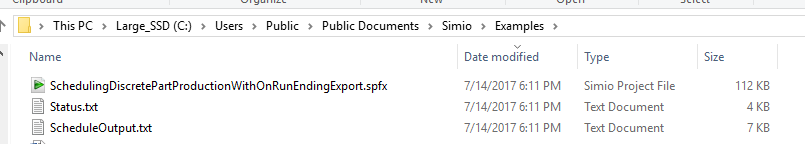 Organize New Open Select
This PC > Large_SSD (C:) > Users > Public > Public Documents > Simio > Examples >
Name Date modified Type Size
SchedulingDiscretePartProductionWithOnRunEndingExport.spfx 7/14/2017 6:11 PM Simio Project File 112 KB
Status.txt 7/14/2017 6:11 PM Text Document 4 KB
ScheduleOutput.txt 7/14/2017 6:11 PM Text Document 7 KB